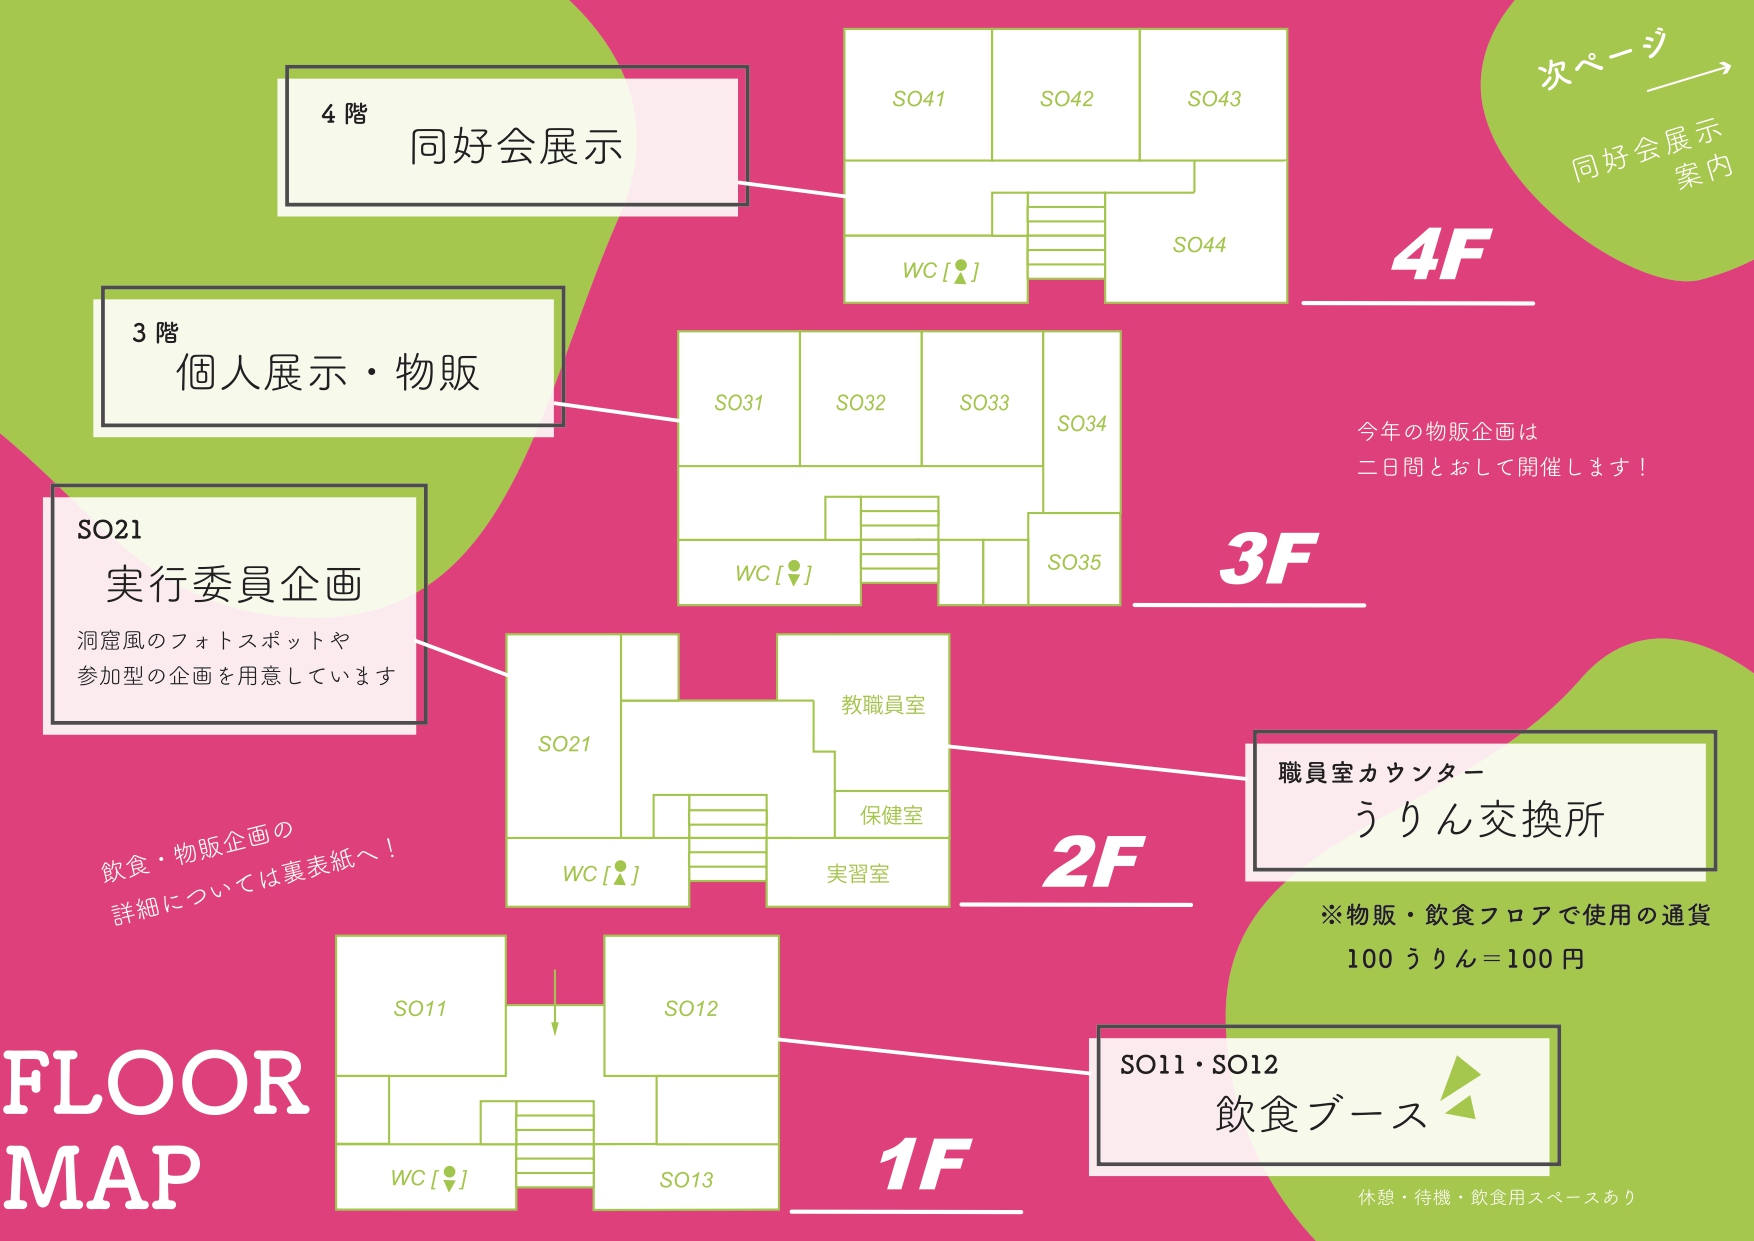 4 階
同好会展示
SO41
SO42
SO43
SO44
WC [ ]
4F
次ページ
同好会展示
案内
3 階
個人展示・物販
SO31
SO32
SO33
SO34
SO35
WC [ ]
3F
今年の物販企画は
二日間とおして開催します！
SO21
実行委員企画
洞窟風のフォトスポットや
参加型の企画を用意しています
SO21
教職員室
保健室
実習室
WC [ ]
2F
職員室カウンター
うりん交換所
※物販・飲食フロアで使用の通貨
100 うりん＝100 円
飲食・物販企画の
詳細については裏表紙へ！
SO11
SO12
SO13
WC [ ]
1F
SO11・SO12
飲食ブース
休憩・待機・飲食用スペースあり
FLOOR
MAP